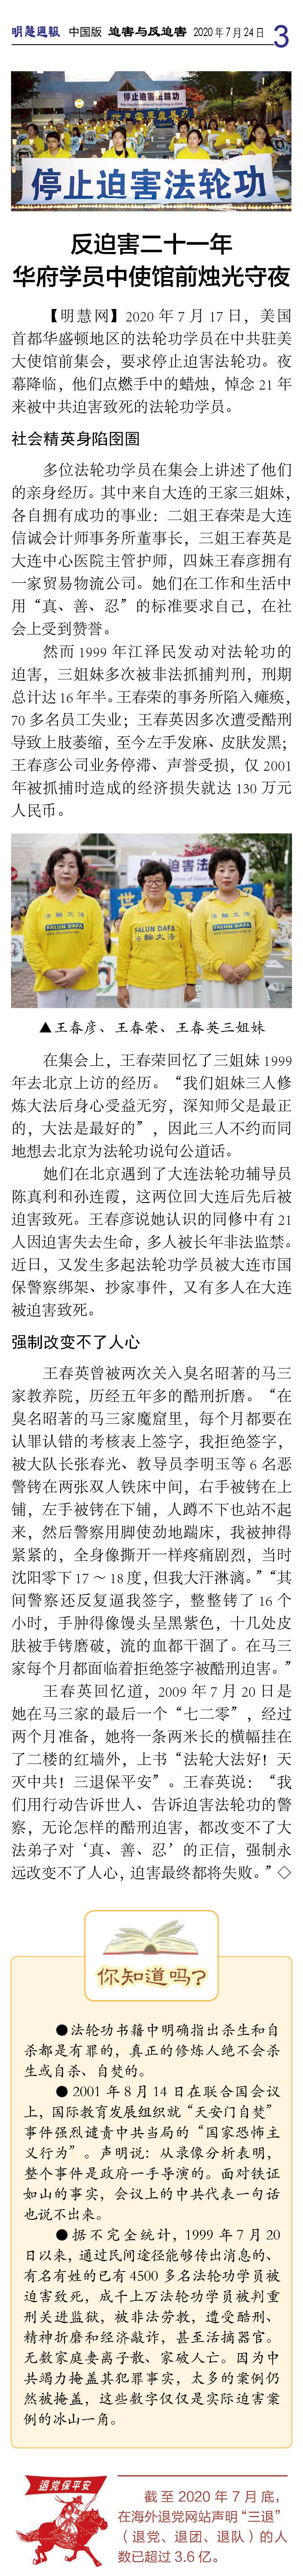 明慧週報 中国版 迫害与反迫害 2020年7月24日 3
停止迫害法轮功
停止迫害法轮功
反迫害二十一年
华府学员中使馆前烛光守夜
【明慧网】2020 年 7 月 17 日，美国
首都华盛顿地区的法轮功学员在中共驻美
大使馆前集会，要求停止迫害法轮功。夜
幕降临，他们点燃手中的蜡烛，悼念 21 年
来被中共迫害致死的法轮功学员。
社会精英身陷囹圄
多位法轮功学员在集会上讲述了他们
的亲身经历。其中来自大连的王家三姐妹，
各自拥有成功的事业：二姐王春荣是大连
信诚会计师事务所董事长，三姐王春英是
大连中心医院主管护师，四妹王春彦拥有
一家贸易物流公司。她们在工作和生活中
用“真、善、忍”的标准要求自己，在社
会上受到赞誉。
然而 1999 年江泽民发动对法轮功的
迫害，三姐妹多次被非法抓捕判刑，刑期
总计达 16 年半。王春荣的事务所陷入瘫痪，
70 多名员工失业；王春英因多次遭受酷刑
导致上肢萎缩，至今左手发麻、皮肤发黑；
王春彦公司业务停滞、声誉受损，仅 2001
年被抓捕时造成的经济损失就达 130 万元
人民币。
停止迫害法
FALUN DAFA
法輪大法
FALUN DAFA
法輪大法
FALUN DAFA
法輪大法
▲王春彦、王春荣、王春英三姐妹
在集会上，王春荣回忆了三姐妹 1999
年去北京上访的经历。“我们姐妹三人修
炼大法后身心受益无穷，深知师父是最正
的，大法是最好的”，因此三人不约而同
地想去北京为法轮功说句公道话。
她们在北京遇到了大连法轮功辅导员
陈真利和孙连霞，这两位回大连后先后被
迫害致死。王春彦说她认识的同修中有 21
人因迫害失去生命，多人被长年非法监禁。
近日，又发生多起法轮功学员被大连市国
保警察绑架、抄家事件，又有多人在大连
被迫害致死。
强制改变不了人心
王春英曾被两次关入臭名昭著的马三
家教养院，历经五年多的酷刑折磨。“在
臭名昭著的马三家魔窟里，每个月都要在
认罪认错的考核表上签字，我拒绝签字，
被大队长张春光、教导员李明玉等 6 名恶
警铐在两张双人铁床中间，右手被铐在上
铺，左手被铐在下铺，人蹲不下也站不起
来，然后警察用脚使劲地踹床，我被抻得
紧紧的，全身像撕开一样疼痛剧烈，当时
沈阳零下 17～18 度，但我大汗淋漓。”“其
间警察还反复逼我签字，整整铐了 16 个
小时，手肿得像馒头呈黑紫色，十几处皮
肤被手铐磨破，流的血都干涸了。在马三
家每个月都面临着拒绝签字被酷刑迫害。”
王春英回忆道，2009 年 7 月 20 日是
她在马三家的最后一个“七二零”，经过
两个月准备，她将一条两米长的横幅挂在
了二楼的红墙外，上书“法轮大法好！天
灭中共！三退保平安”。王春英说：“我
们用行动告诉世人、告诉迫害法轮功的警
察，无论怎样的酷刑迫害，都改变不了大
法弟子对‘真、善、忍’的正信，强制永
远改变不了人心，迫害最终都将失败。”◇
你知道吗？
●法轮功书籍中明确指出杀生和自
杀都是有罪的，真正的修炼人绝不会杀
生或自杀、自焚的。
●2001 年 8 月 14 日在联合国会议
上，国际教育发展组织就“天安门自焚”
事件强烈谴责中共当局的“国家恐怖主
义行为”。声明说：从录像分析表明，
整个事件是政府一手导演的。面对铁证
如山的事实，会议上的中共代表一句话
也说不出来。
●据不完全统计，1999 年 7 月 20
日以来，通过民间途径能够传出消息的、
有名有姓的已有 4500 多名法轮功学员被
迫害致死，成千上万法轮功学员被判重
刑关进监狱，被非法劳教，遭受酷刑、
精神折磨和经济敲诈，甚至活摘器官。
无数家庭妻离子散、家破人亡。因为中
共竭力掩盖其犯罪事实，太多的案例仍
然被掩盖，这些数字仅仅是实际迫害案
例的冰山一角。
退党保平安
截至 2020 年 7 月底，
在海外退党网站声明“三退”
（退党、退团、退队）的人
数已超过 3.6 亿。